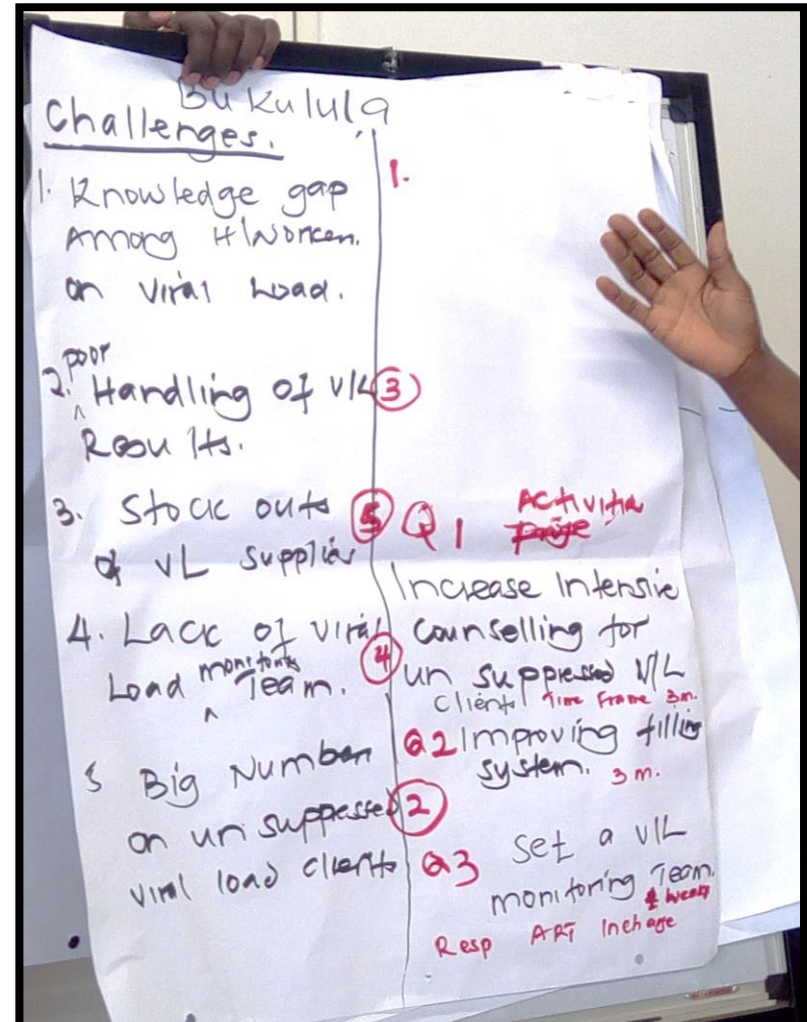 Bukulula
Challenges.
1. Knowledge gap
Among H/Workers.
on Viral Load.
2. poor Handling of V/L
Results.
3. Stock outs
of VL Supplies
4. Lack of Viral
Load monitoring Team.
5 Big Number
on unsuppressed
viral load clients
1.
3
5
4
2
Q1 Activities
Increase Intensive
Counselling for
un suppressed V/L
Clients Time Frame 3m.
Q2 Improving filling
system. 3 m.
Q3 Set a V/L
monitoring Team.
Weeks
Resp ART Incharge